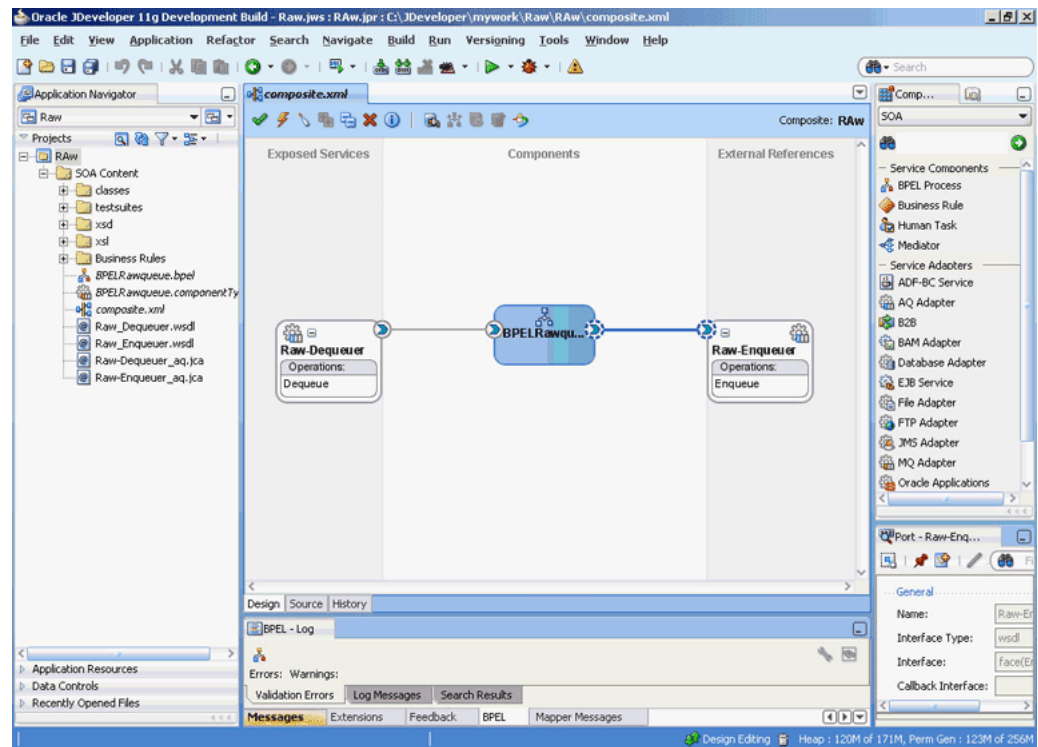 Oracle JDeveloper 11g Development Build - Raw.jws : RAw.jpr : C:\JDeveloper\mywork\Raw\RAw\composite.xml
File Edit View Application Refactor Search Navigate Build Run Versioning Tools Window Help
Search
Application Navigator
Raw
Projects
RAw
SOA Content
classes
testsuites
xsd
xsl
Business Rules
BPELRawqueue.bpel
BPELRawqueue.componentTy
composite.xml
Raw_Dequeuer.wsdl
Raw_Enqueuer.wsdl
Raw-Dequeuer_aq.jca
Raw-Enqueuer_aq.jca
Application Resources
Data Controls
Recently Opened Files
composite.xml
Composite: RAw
Exposed Services Components External References
Raw-Dequeuer
Operations:
Dequeue
BPELRawqu...
Raw-Enqueuer
Operations:
Enqueue
Design Source History
BPEL - Log
Errors: Warnings:
Validation Errors Log Messages Search Results
Messages Extensions Feedback BPEL Mapper Messages
Comp...
SOA
Service Components
BPEL Process
Business Rule
Human Task
Mediator
Service Adapters
ADF-BC Service
AQ Adapter
B2B
BAM Adapter
Database Adapter
EJB Service
File Adapter
FTP Adapter
JMS Adapter
MQ Adapter
Oracle Applications
Port - Raw-Enq...
Fi
General
Name: Raw-Er
Interface Type: wsdl
Interface: face(Er
Callback Interface:
Design Editing Heap : 120M of 171M, Perm Gen : 123M of 256M